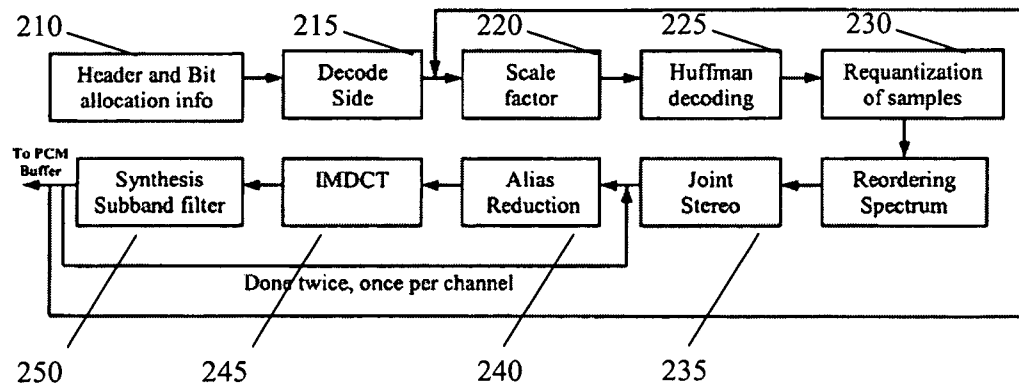 210
215
220
225
230
Header and Bit
allocation info
Decode
Side
Scale
factor
Huffman
decoding
Requantization
of samples
To PCM
Buffer
Synthesis
Subband filter
IMDCT
Alias
Reduction
Joint
Stereo
Reordering
Spectrum
Done twice, once per channel
250
245
240
235